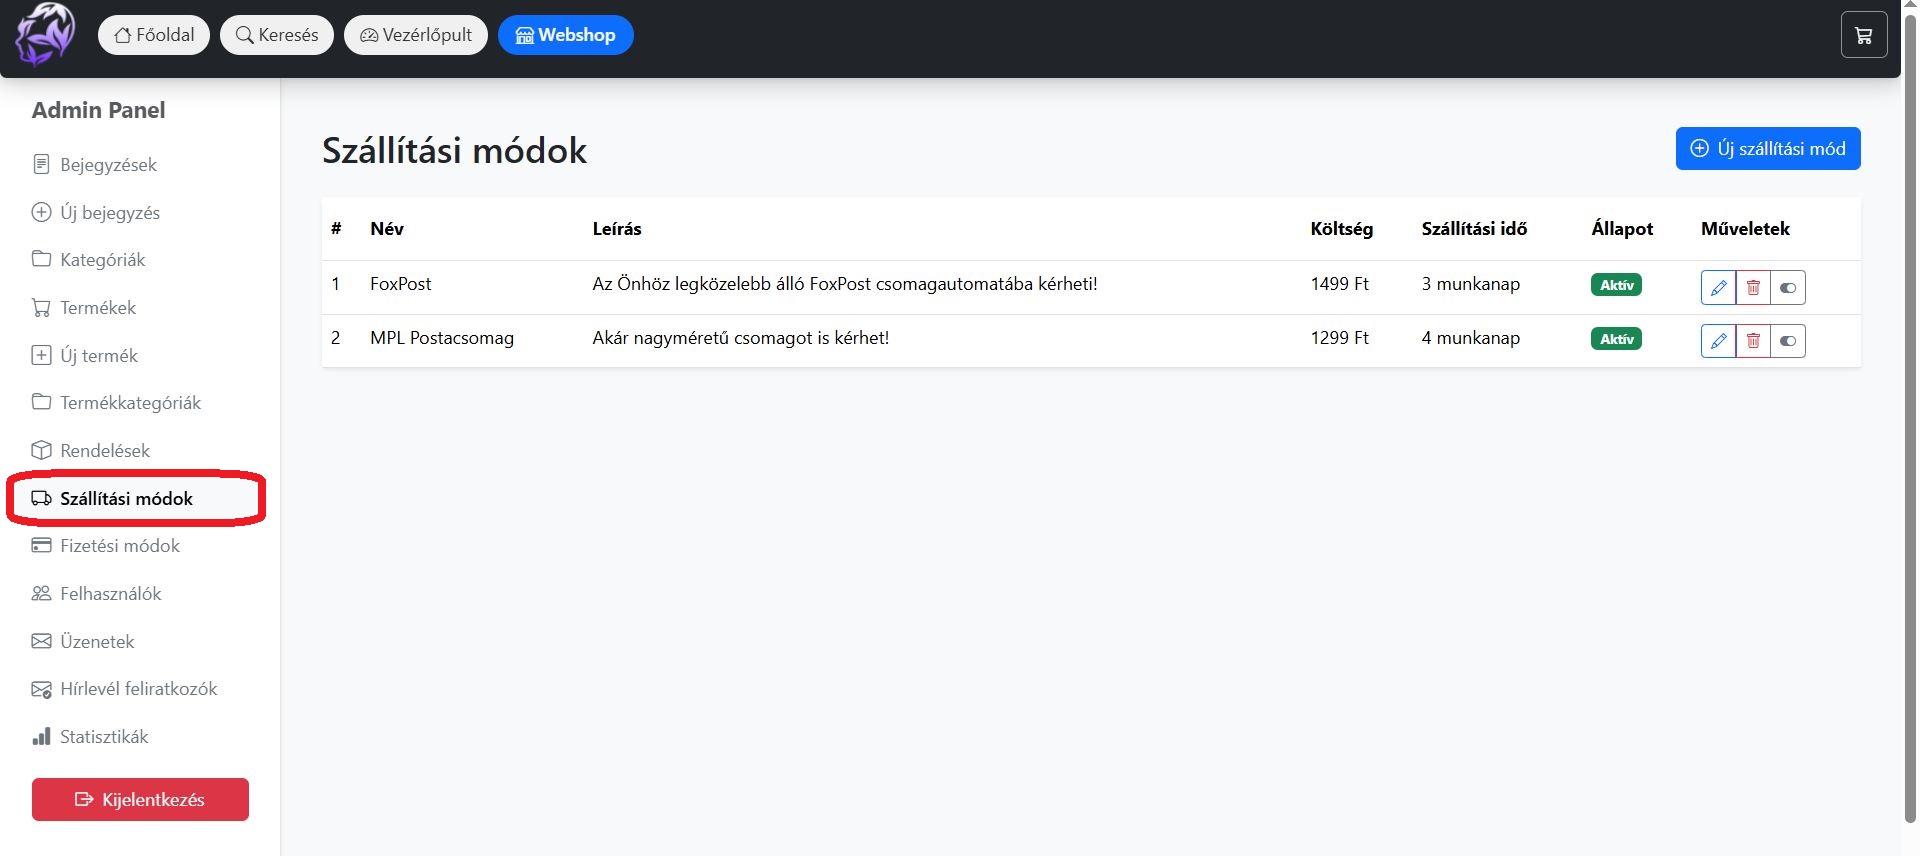 Főoldal
Keresés
Vezérlőpult
Webshop
Admin Panel
Bejegyzések
Új bejegyzés
Kategóriák
Termékek
Új termék
Termékkategóriák
Rendelések
Szállítási módok
Fizetési módok
Felhasználók
Üzenetek
Hírlevél feliratkozók
Statisztikák
Kijelentkezés
Szállítási módok
Új szállítási mód
# Név Leírás Költség Szállítási idő Állapot Műveletek
1 FoxPost Az Önhöz legközelebb álló FoxPost csomagautomatába kérheti! 1499 Ft 3 munkanap Aktív
2 MPL Postacsomag Akár nagyméretű csomagot is kérhet! 1299 Ft 4 munkanap Aktív